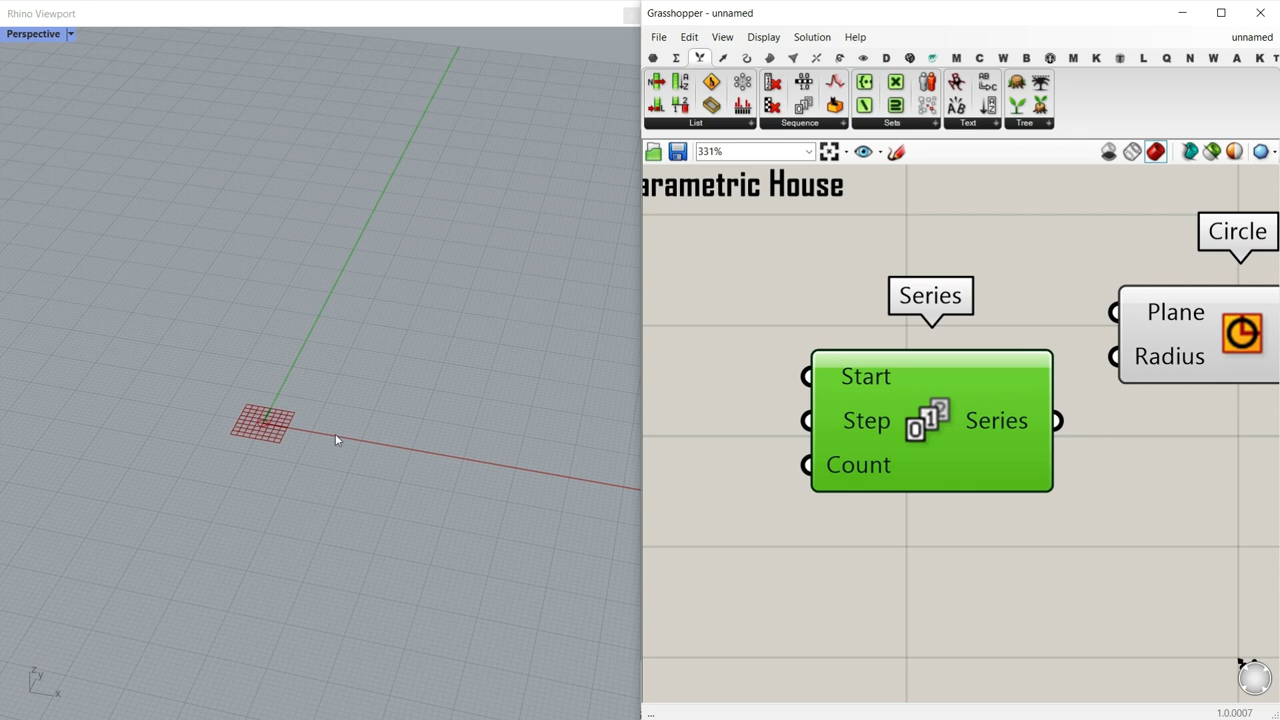 Rhino Viewport
Perspective
z
y
x
Grasshopper - unnamed
File Edit View Display Solution Help
unnamed
M C W B M K L Q N W A K T
List Sequence Sets Text Tree
331%
arametric House
Circle
Series
Plane
Radius
Start
Step
Count
Series
...
1.0.0007